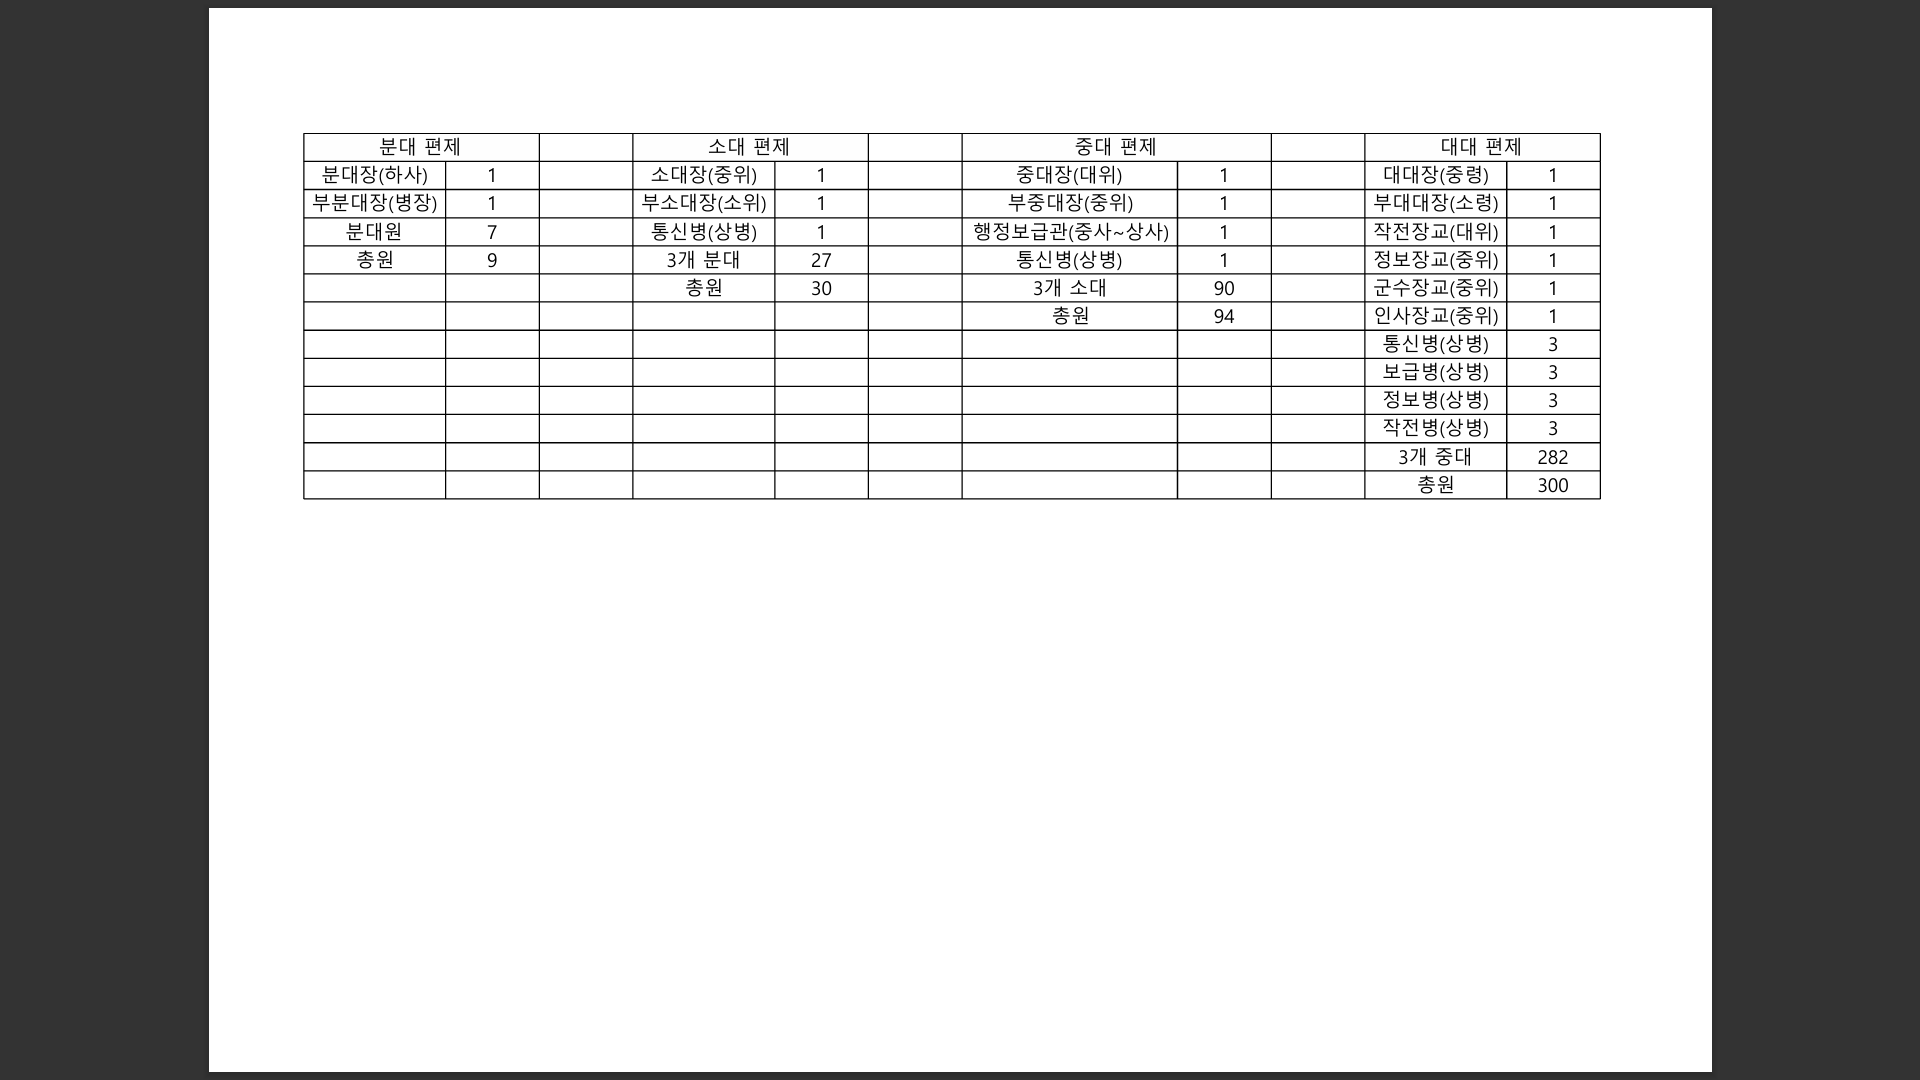 분대 편제 소대 편제 중대 편제 대대 편제
분대장(하사) 1 소대장(중위) 1 중대장(대위) 1 대대장(중령) 1
부분대장(병장) 1 부소대장(소위) 1 부중대장(중위) 1 부대대장(소령) 1
분대원 7 통신병(상병) 1 행정보급관(중사~상사) 1 작전장교(대위) 1
총원 9 3개 분대 27 통신병(상병) 1 정보장교(중위) 1
총원 30 3개 소대 90 군수장교(중위) 1
총원 94 인사장교(중위) 1
통신병(상병) 3
보급병(상병) 3
정보병(상병) 3
작전병(상병) 3
3개 중대 282
총원 300